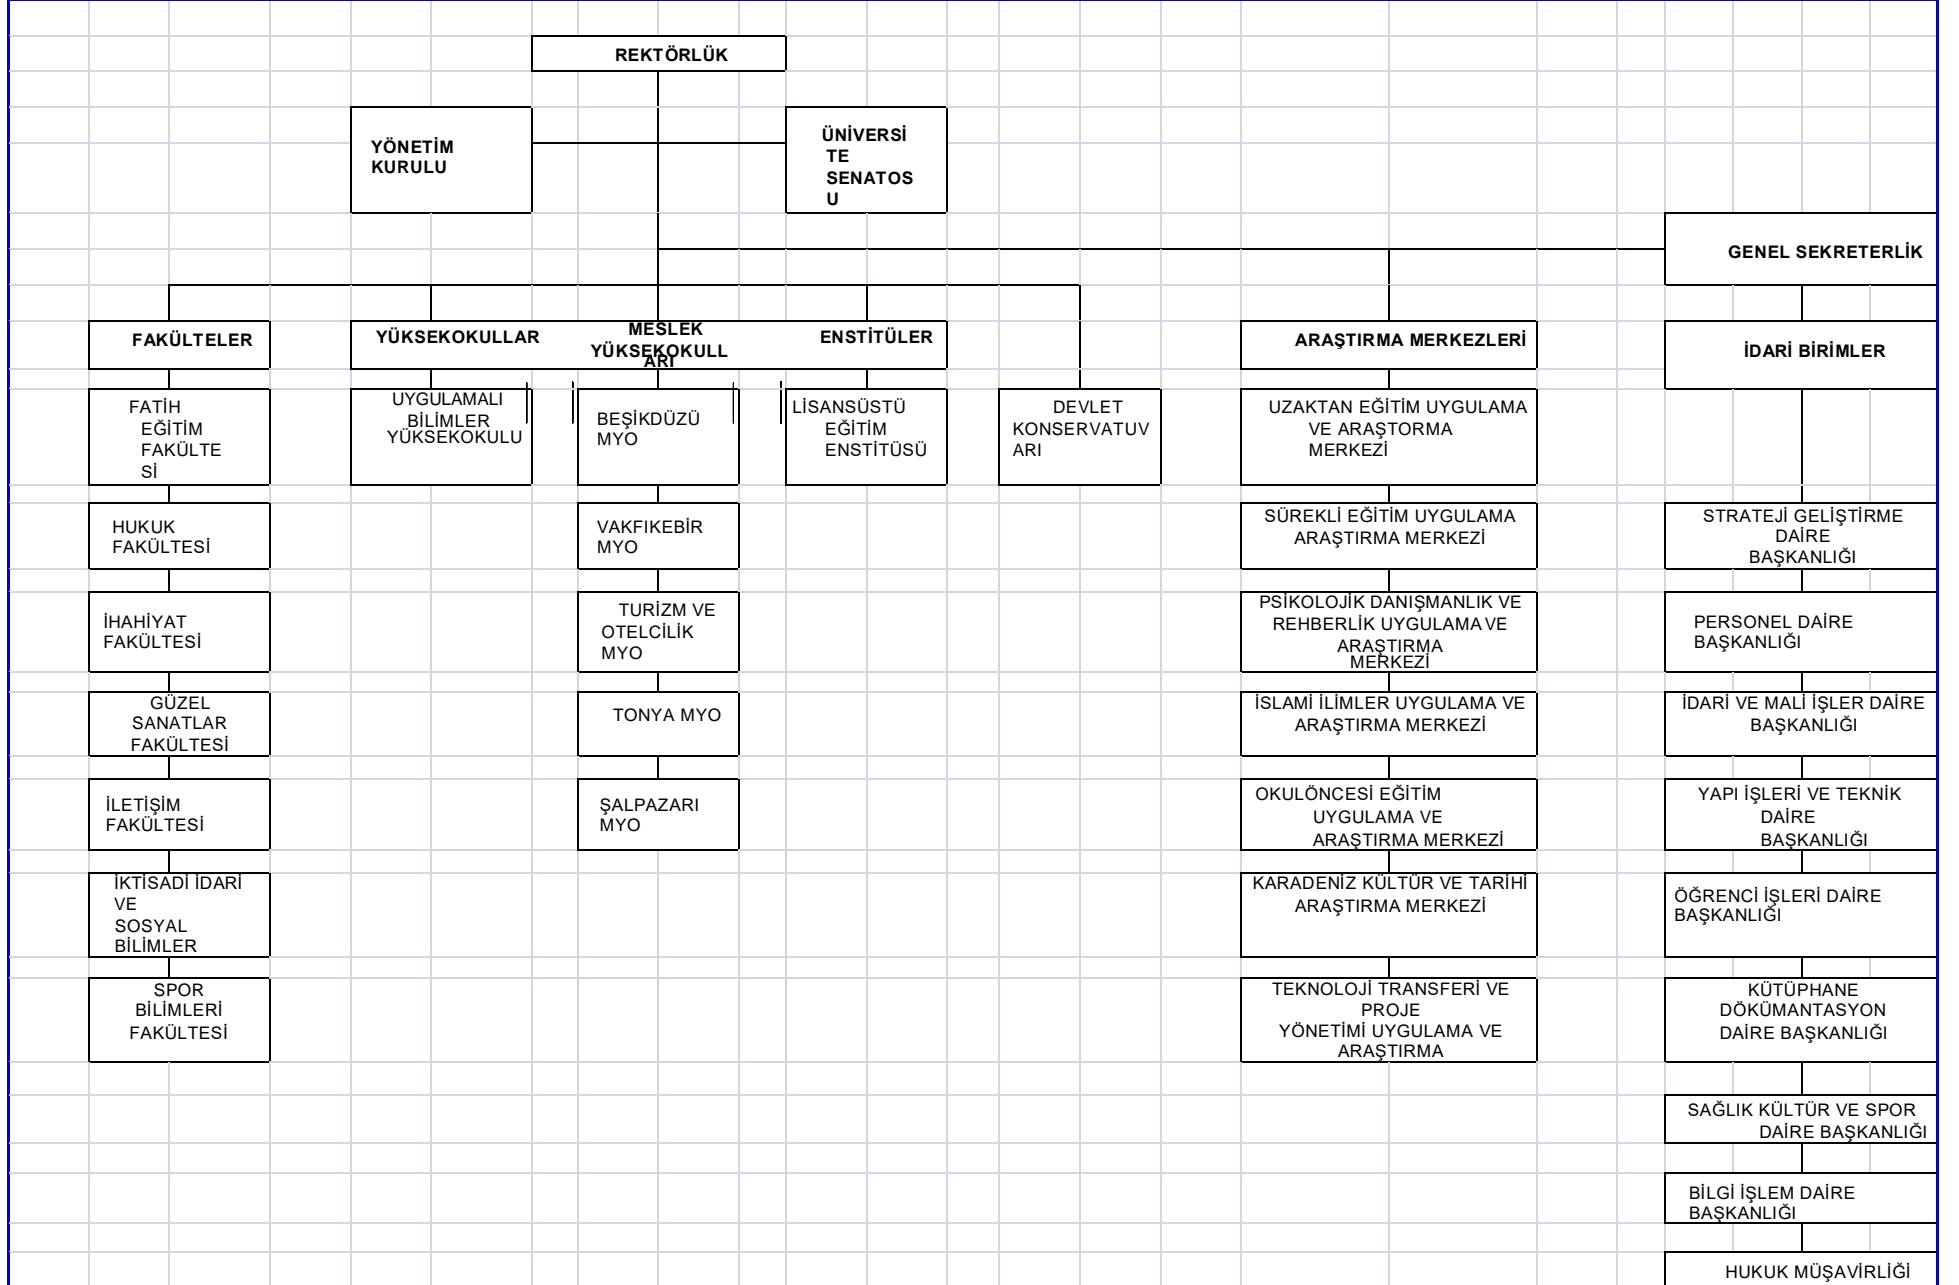 REKTÖRLÜK
YÖNETİM
KURULU
ÜNİVERSİ
TE
SENATOS
U
GENEL SEKRETERLİK
FAKÜLTELER
YÜKSEKOKULLAR
MESLEK
YÜKSEKOKULL
ARI
ENSTİTÜLER
ARAŞTIRMA MERKEZLERİ
İDARİ BİRİMLER
FATİH
EĞİTİM
FAKÜLTE
Sİ
HUKUK
FAKÜLTESİ
İHAHİYAT
FAKÜLTESİ
GÜZEL
SANATLAR
FAKÜLTESİ
İLETİŞİM
FAKÜLTESİ
İKTİSADİ İDARİ
VE
SOSYAL
BİLİMLER
SPOR
BİLİMLERİ
FAKÜLTESİ
UYGULAMALI
BİLİMLER
YÜKSEKOKULU
BEŞİKDÜZÜ
MYO
VAKFIKEBİR
MYO
TURİZM VE
OTELCİLİK
MYO
TONYA MYO
ŞALPAZARI
MYO
LİSANSÜSTÜ
EĞİTİM
ENSTİTÜSÜ
DEVLET
KONSERVATUV
ARI
UZAKTAN EĞİTİM UYGULAMA
VE ARAŞTORMA
MERKEZİ
SÜREKLİ EĞİTİM UYGULAMA
ARAŞTIRMA MERKEZİ
PSİKOLOJİK DANIŞMANLIK VE
REHBERLİK UYGULAMA VE
ARAŞTIRMA
MERKEZİ
İSLAMİ İLİMLER UYGULAMA VE
ARAŞTIRMA MERKEZİ
OKULÖNCESİ EĞİTİM
UYGULAMA VE
ARAŞTIRMA MERKEZİ
KARADENİZ KÜLTÜR VE TARİHİ
ARAŞTIRMA MERKEZİ
TEKNOLOJİ TRANSFERİ VE
PROJE
YÖNETİMİ UYGULAMA VE
ARAŞTIRMA
STRATEJİ GELİŞTİRME
DAİRE
BAŞKANLIĞI
PERSONEL DAİRE
BAŞKANLIĞI
İDARİ VE MALİ İŞLER DAİRE
BAŞKANLIĞI
YAPI İŞLERİ VE TEKNİK
DAİRE
BAŞKANLIĞI
ÖĞRENCİ İŞLERİ DAİRE
BAŞKANLIĞI
KÜTÜPHANE
DÖKÜMANTASYON
DAİRE BAŞKANLIĞI
SAĞLIK KÜLTÜR VE SPOR
DAİRE BAŞKANLIĞI
BİLGİ İŞLEM DAİRE
BAŞKANLIĞI
HUKUK MÜŞAVİRLİĞİ